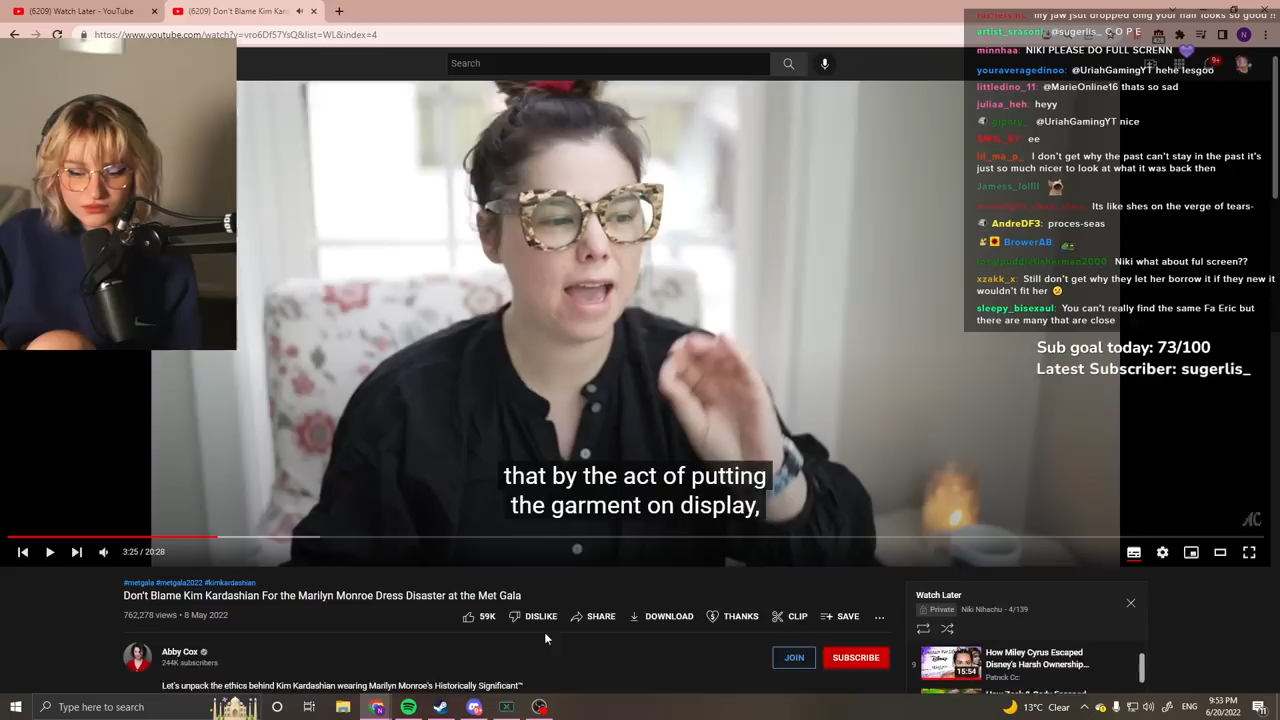 (6209) Watch Later - YouTube
(6209) Don't Blame Kim Kar
https://www.youtube.com/watch?v=vro6Df57YsQ&list=WL&index=4
N
Search
9+
428
my jaw jsut dropped omg your hair looks so good !!
artist_srasonl: @sugerlis_ C O P E
minnhaa: NIKI PLEASE DO FULL SCRENN
youraveragedinoo: @UriahGamingYT hehe lesgoo
littledino_11: @MarieOnline16 thats so sad
juliaa_heh: heyy
@UriahGamingYT nice
ee
lil_ma_p_: I don't get why the past can't stay in the past it's
just so much nicer to look at what it was back then
Jamess_lollll
Its like shes on the verge of tears-
AndreDF3: proces-seas
BrowerAB:
Niki what about ful screen??
xzakk_x: Still don't get why they let her borrow it if they new it
wouldn't fit her
sleepy_bisexaul: You can't really find the same Fa Eric but
there are many that are close
Sub goal today: 73/100
Latest Subscriber: sugerlis_
that by the act of putting
the garment on display,
AC
3:25 / 20:28
#metgala #metgala2022 #kimkardashian
Don't Blame Kim Kardashian For the Marilyn Monroe Dress Disaster at the Met Gala
762,278 views • 8 May 2022
59K
DISLIKE
SHARE
DOWNLOAD
THANKS
CLIP
SAVE
Abby Cox
244K subscribers
JOIN
SUBSCRIBE
Let's unpack the ethics behind Kim Kardashian wearing Marilyn Monroe's Historically Significant™
Watch Later
Private
Niki Nihachu - 4/139
9
15:54
How Miley Cyrus Escaped
Disney's Harsh Ownership...
Type here to search
13°C Clear
9:53 PM
6/20/2022